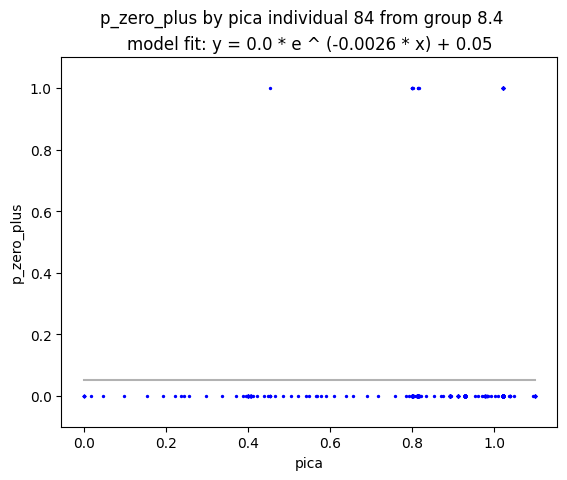 p_zero_plus by pica individual 84 from group 8.4
model fit: y = 0.0 * e ^ (-0.0026 * x) + 0.05
1.0
0.8
0.6
0.4
0.2
0.0
p_zero_plus
0.0 0.2 0.4 0.6 0.8 1.0
pica